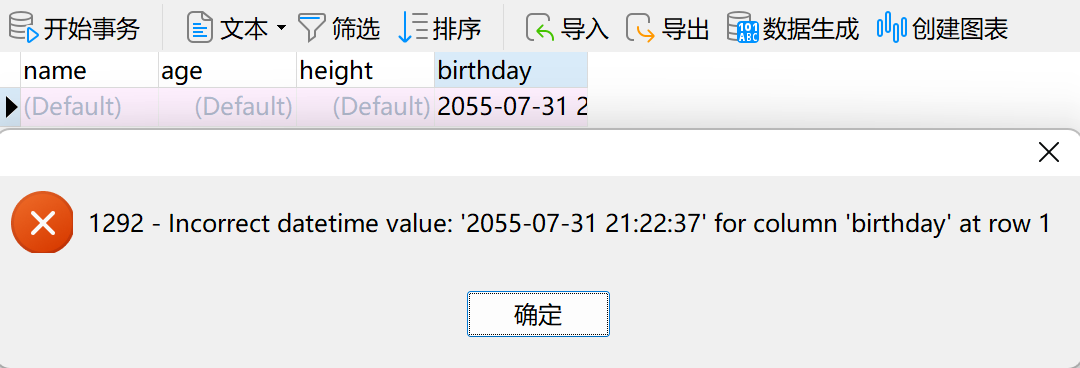 开始事务 文本 筛选 排序 导入 导出 数据生成 创建图表
name age height birthday
(Default) (Default) (Default) 2055-07-31 2
1292 - Incorrect datetime value: '2055-07-31 21:22:37' for column 'birthday' at row 1
确定